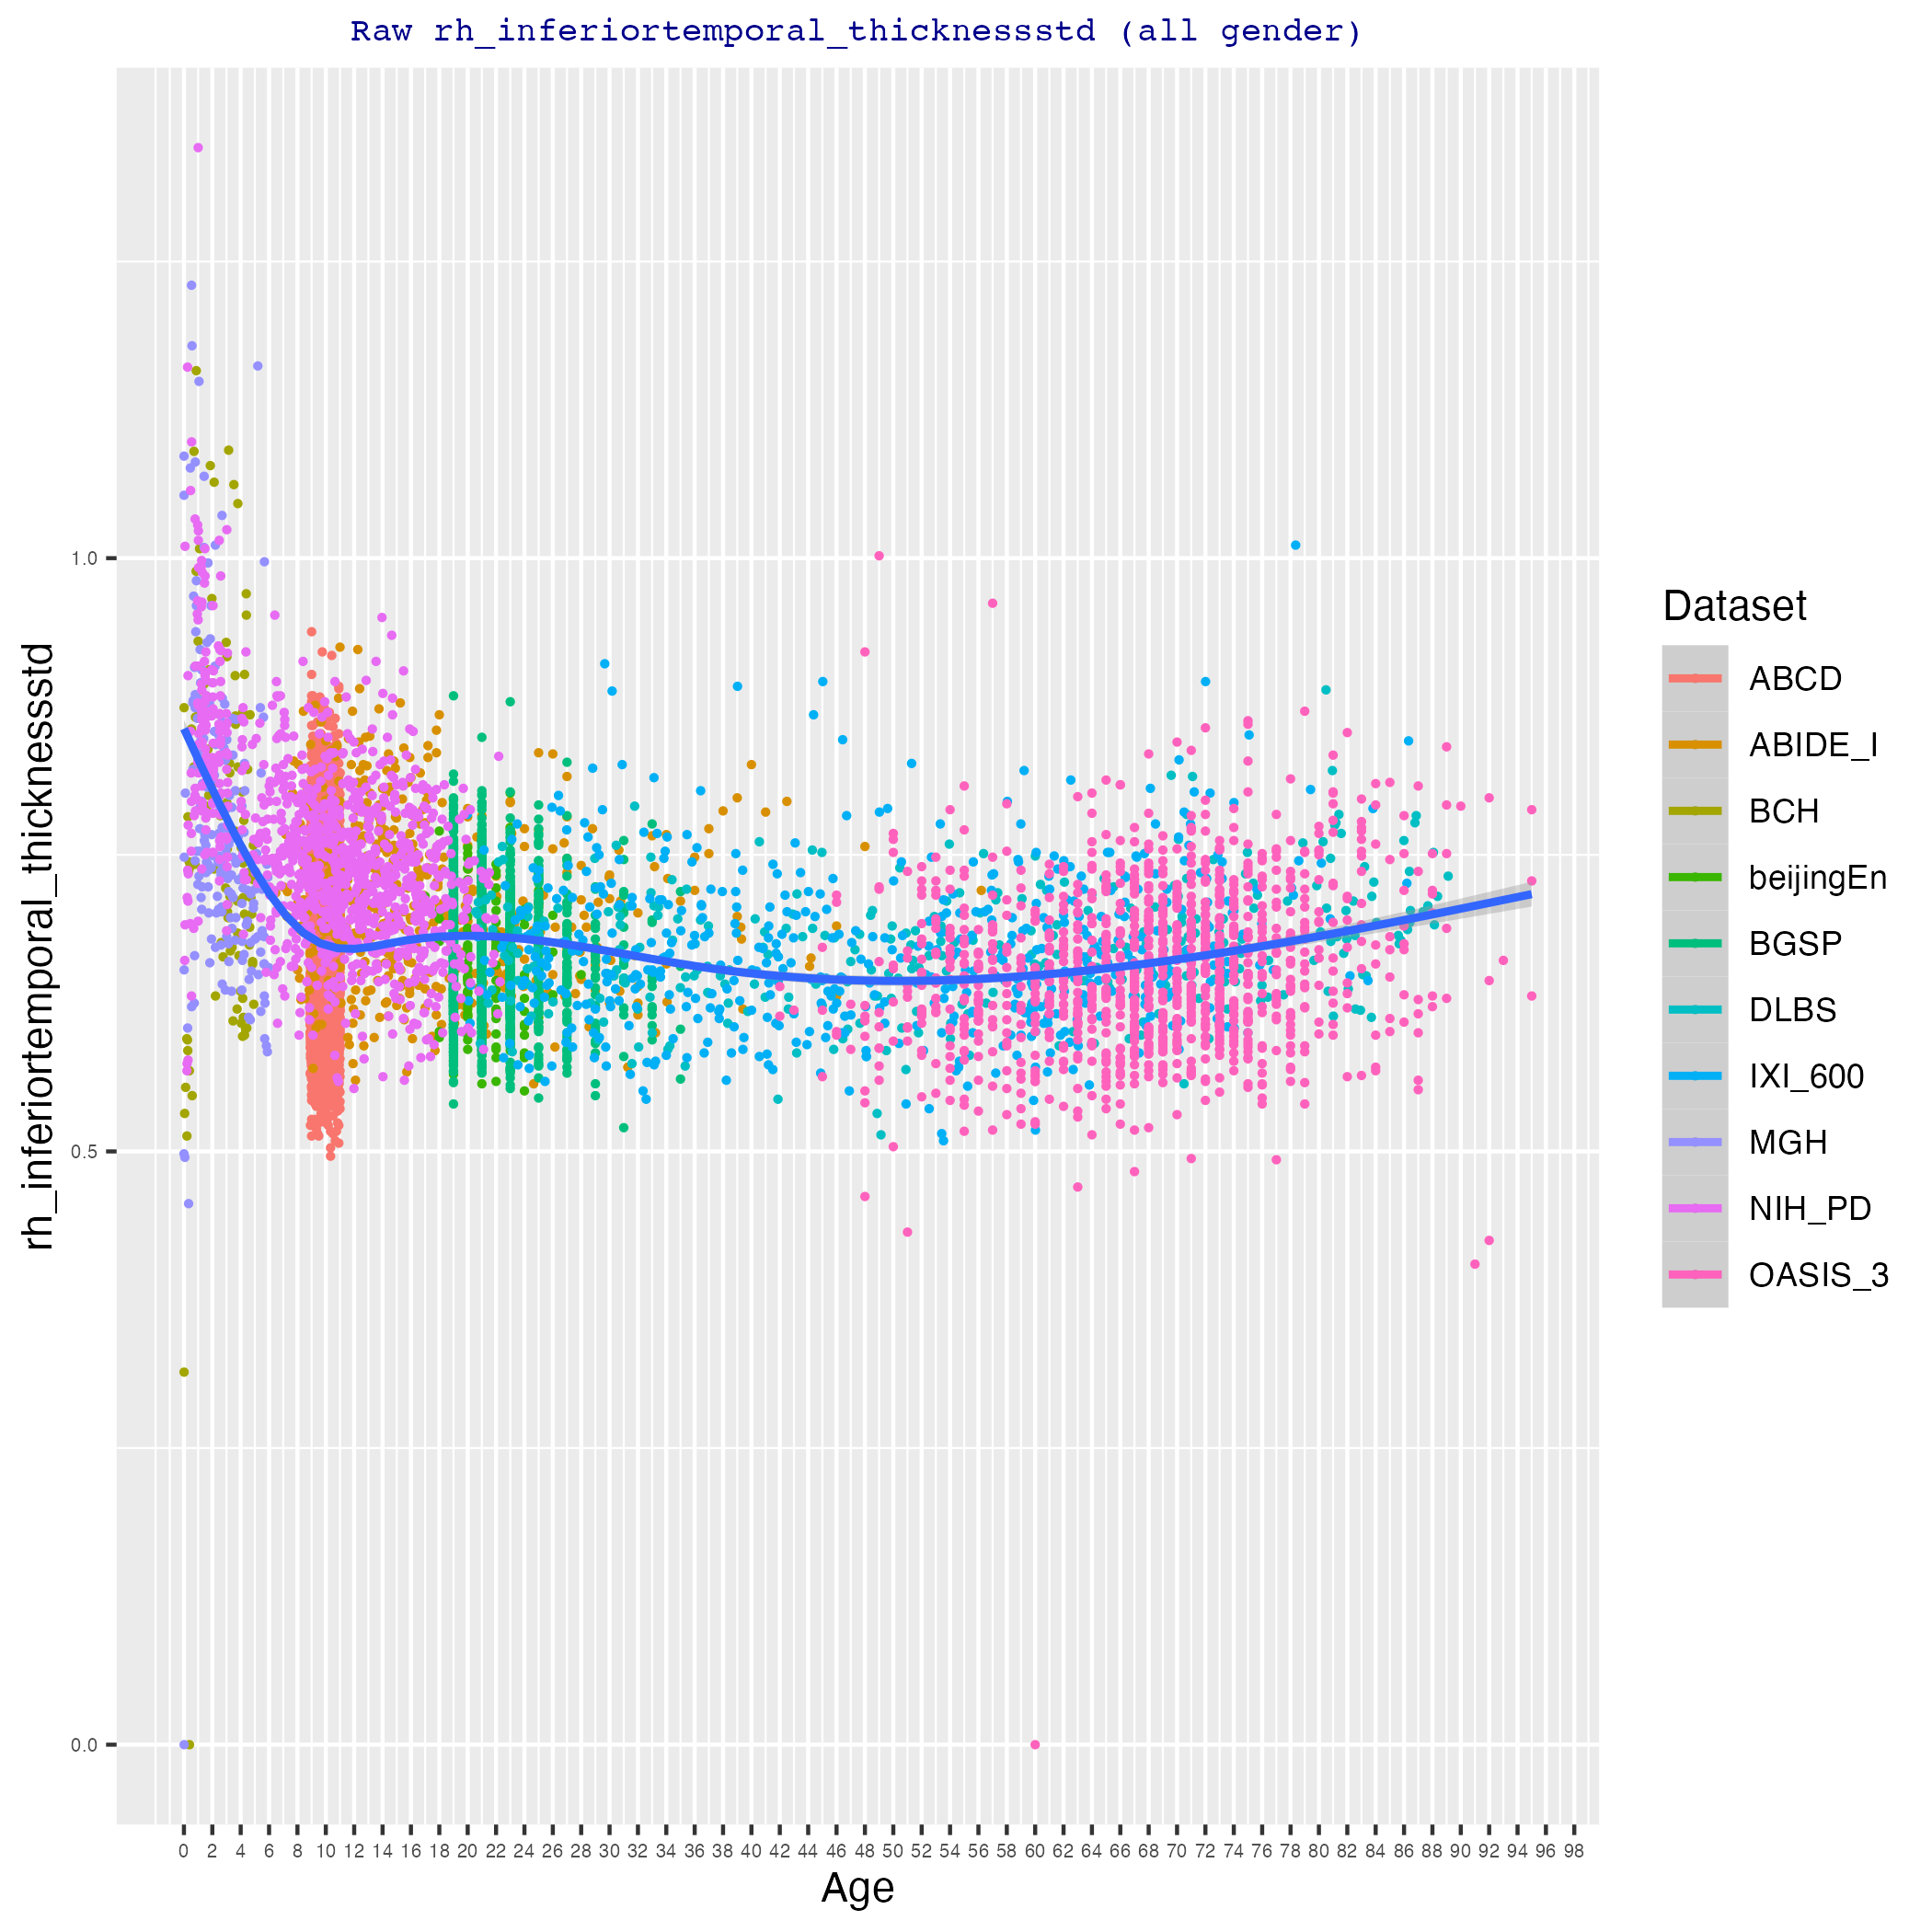 Raw rh_inferiortemporal_thicknessstd (all gender)
rh_inferiortemporal_thicknessstd
1.0
0.5
0.0
0 2 4 6 8 10 12 14 16 18 20 22 24 26 28 30 32 34 36 38 40 42 44 46 48 50 52 54 56 58 60 62 64 66 68 70 72 74 76 78 80 82 84 86 88 90 92 94 96 98
Age
Dataset
ABCD
ABIDE_I
BCH
beijingEn
BGSP
DLBS
IXI_600
MGH
NIH_PD
OASIS_3